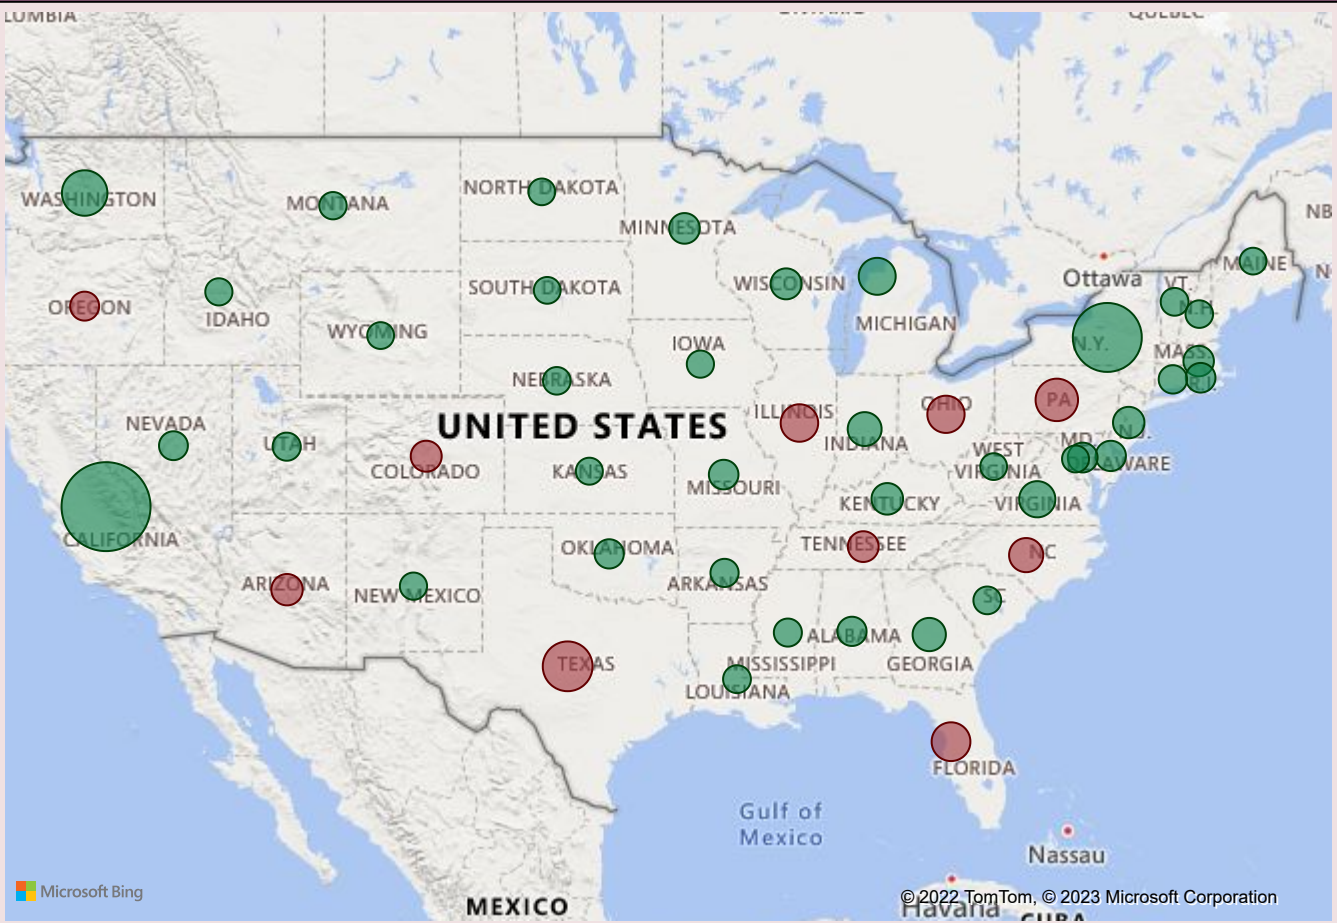 LUMBIA
ONTARIO
QUEBEC
WASHINGTON
MONTANA
NORTH DAKOTA
MINNESOTA
NB
MAINE
Ottawa
VT.
OREGON
IDAHO
SOUTH DAKOTA
WISCONSIN
N.H.
N
WYOMING
MICHIGAN
N.Y.
MASS.
IOWA
NEBRASKA
R.I.
NEVADA
UNITED STATES
ILLINOIS
OHIO
PA
UTAH
COLORADO
KANSAS
INDIANA
WEST
VIRGINIA
MD.
N.J.
DELAWARE
MISSOURI
KENTUCKY
VIRGINIA
CALIFORNIA
OKLAHOMA
TENNESSEE
NC
ARIZONA
NEW MEXICO
ARKANSAS
SC
TEXAS
ALABAMA
MISSISSIPPI
GEORGIA
LOUISIANA
FLORIDA
Gulf of
Mexico
Nassau
Microsoft Bing
© 2022 TomTom, © 2023 Microsoft Corporation
MEXICO
Havana
CUBA